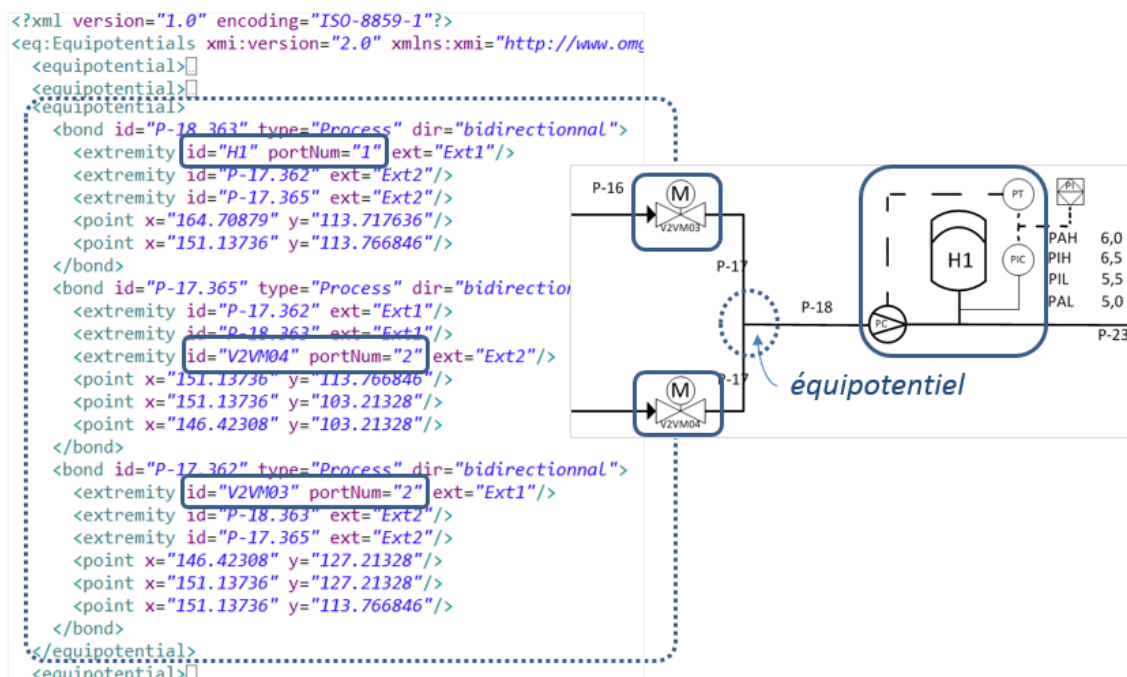 <?xml version="1.0" encoding="ISO-8859-1"?>
<eq:Equipotentials xmi:version="2.0" xmlns:xmi="http://www.omg
<equipotential>
<equipotential>
<equipotential>
<bond id="P-18.363" type="Process" dir="bidirectionnal">
<extremity id="H1" portNum="1" ext="Ext1"/>
<extremity id="P-17.362" ext="Ext2"/>
<extremity id="P-17.365" ext="Ext2"/>
<point x="164.70879" y="113.717636"/>
<point x="151.13736" y="113.766846"/>
</bond>
<bond id="P-17.365" type="Process" dir="bidirection
<extremity id="P-17.362" ext="Ext1"/>
<extremity id="P-18.363" ext="Ext1"/>
<extremity id="V2VM04" portNum="2" ext="Ext2"/>
<point x="151.13736" y="113.766846"/>
<point x="151.13736" y="103.21328"/>
<point x="146.42308" y="103.21328"/>
</bond>
<bond id="P-17.362" type="Process" dir="bidirectionnal">
<extremity id="V2VM03" portNum="2" ext="Ext1"/>
<extremity id="P-18.363" ext="Ext2"/>
<extremity id="P-17.365" ext="Ext2"/>
<point x="146.42308" y="127.21328"/>
<point x="151.13736" y="127.21328"/>
<point x="151.13736" y="113.766846"/>
</bond>
</equipotential>
<equipotential>
P-16
M
V2VM03
P-17
P-18
PT
PI
H1
PIC
PC
PAH 6,0
PIH 6,5
PIL 5,5
PAL 5,0
P-23
P-17
M
V2VM04
équipotentiel